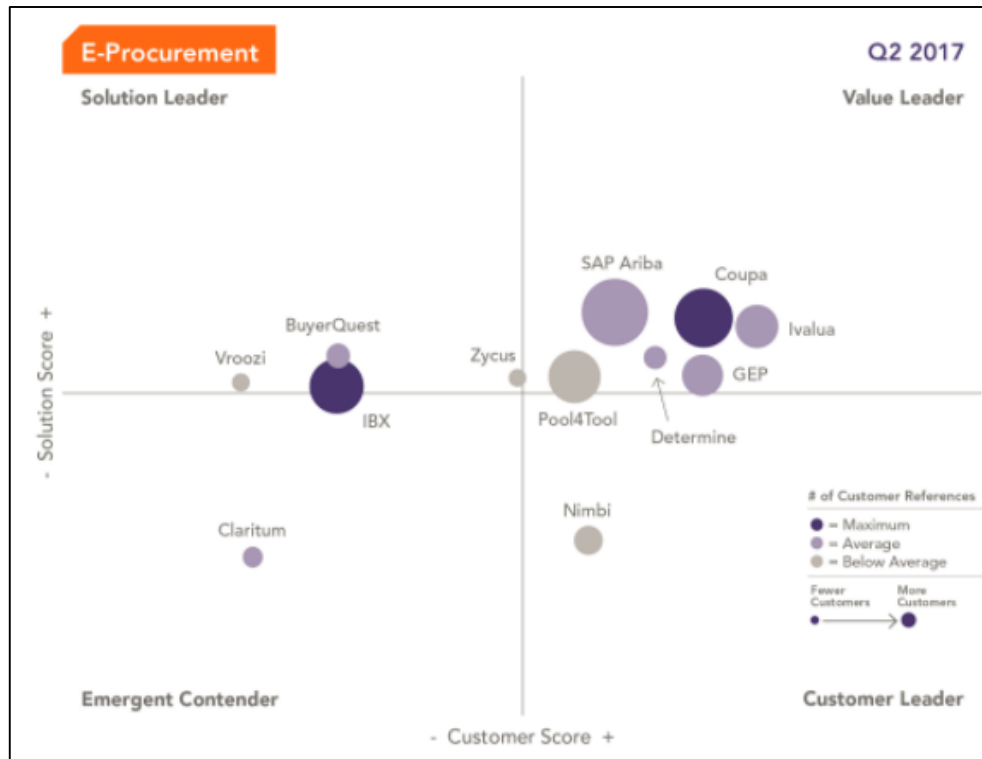 E-Procurement
Q2 2017
Solution Leader
Value Leader
SAP Ariba
Coupa
BuyerQuest
Ivalua
Vroozi
Zycus
GEP
IBX
Pool4Tool
Determine
- Solution Score +
# of Customer References
Claritum
Nimbi
= Maximum
= Average
= Below Average
Fewer
Customers
More
Customers
Emergent Contender
Customer Leader
- Customer Score +